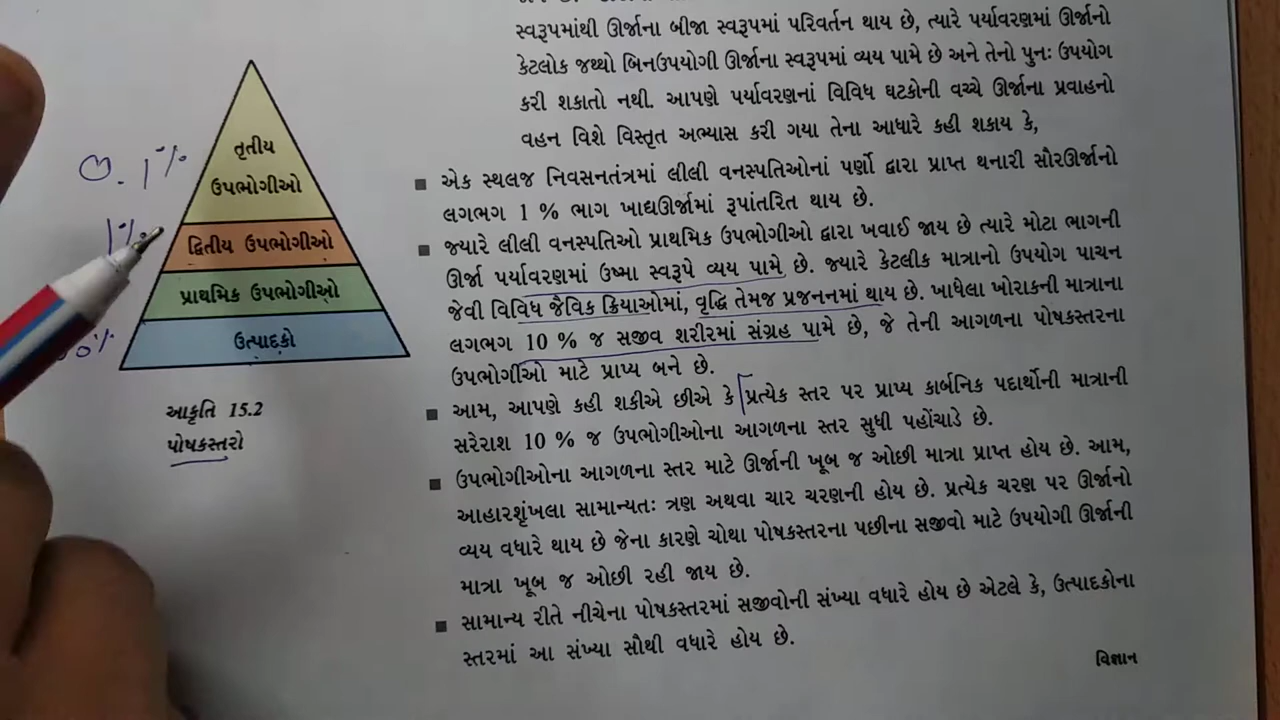 સ્વરૂપમાંથી ઊર્જાના બીજા સ્વરૂપમાં પરિવર્તન થાય છે, ત્યારે પર્યાવરણમાં ઊર્જાનો
કેટલોક જથ્થો બિનઉપયોગી ઊર્જાના સ્વરૂપમાં વ્યય પામે છે અને તેનો પુનઃ ઉપયોગ
કરી શકાતો નથી. આપણે પર્યાવરણનાં વિવિધ ઘટકોની વચ્ચે ઊર્જાના પ્રવાહનો
વહન વિશે વિસ્તૃત અભ્યાસ કરી ગયા તેના આધારે કહી શકાય કે,
■ એક સ્થલજ નિવસનતંત્રમાં લીલી વનસ્પતિઓનાં પર્ણો દ્વારા પ્રાપ્ત થનારી સૌરઊર્જાનો
લગભગ 1 % ભાગ ખાદ્યઊર્જામાં રૂપાંતરિત થાય છે.
■ જ્યારે લીલી વનસ્પતિઓ પ્રાથમિક ઉપભોગીઓ દ્વારા ખવાઈ જાય છે ત્યારે મોટા ભાગની
ઊર્જા પર્યાવરણમાં ઉષ્મા સ્વરૂપે વ્યય પામે છે. જ્યારે કેટલીક માત્રાનો ઉપયોગ પાચન
જેવી વિવિધ જૈવિક ક્રિયાઓમાં, વૃદ્ધિ તેમજ પ્રજનનમાં થાય છે. ખાધેલા ખોરાકની માત્રાના
લગભગ 10 % જ સજીવ શરીરમાં સંગ્રહ પામે છે, જે તેની આગળના પોષકસ્તરના
ઉપભોગીઓ માટે પ્રાપ્ય બને છે.
■ આમ, આપણે કહી શકીએ છીએ કે પ્રત્યેક સ્તર પર પ્રાપ્ય કાર્બનિક પદાર્થોની માત્રાની
સરેરાશ 10 % જ ઉપભોગીઓના આગળના સ્તર સુધી પહોંચાડે છે.
■ ઉપભોગીઓના આગળના સ્તર માટે ઊર્જાની ખૂબ જ ઓછી માત્રા પ્રાપ્ત હોય છે. આમ,
આહારશૃંખલા સામાન્યતઃ ત્રણ અથવા ચાર ચરણની હોય છે. પ્રત્યેક ચરણ પર ઊર્જાનો
વ્યય વધારે થાય છે જેના કારણે ચોથા પોષકસ્તરના પછીના સજીવો માટે ઉપયોગી ઊર્જાની
માત્રા ખૂબ જ ઓછી રહી જાય છે.
■ સામાન્ય રીતે નીચેના પોષકસ્તરમાં સજીવોની સંખ્યા વધારે હોય છે એટલે કે, ઉત્પાદકોના
સ્તરમાં આ સંખ્યા સૌથી વધારે હોય છે.
વિજ્ઞાન
તૃતીય
ઉપભોગીઓ
દ્વિતીય ઉપભોગીઓ
પ્રાથમિક ઉપભોગીઓ
ઉત્પાદકો
0.1%
1%
આકૃતિ 15.2
પોષકસ્તરો